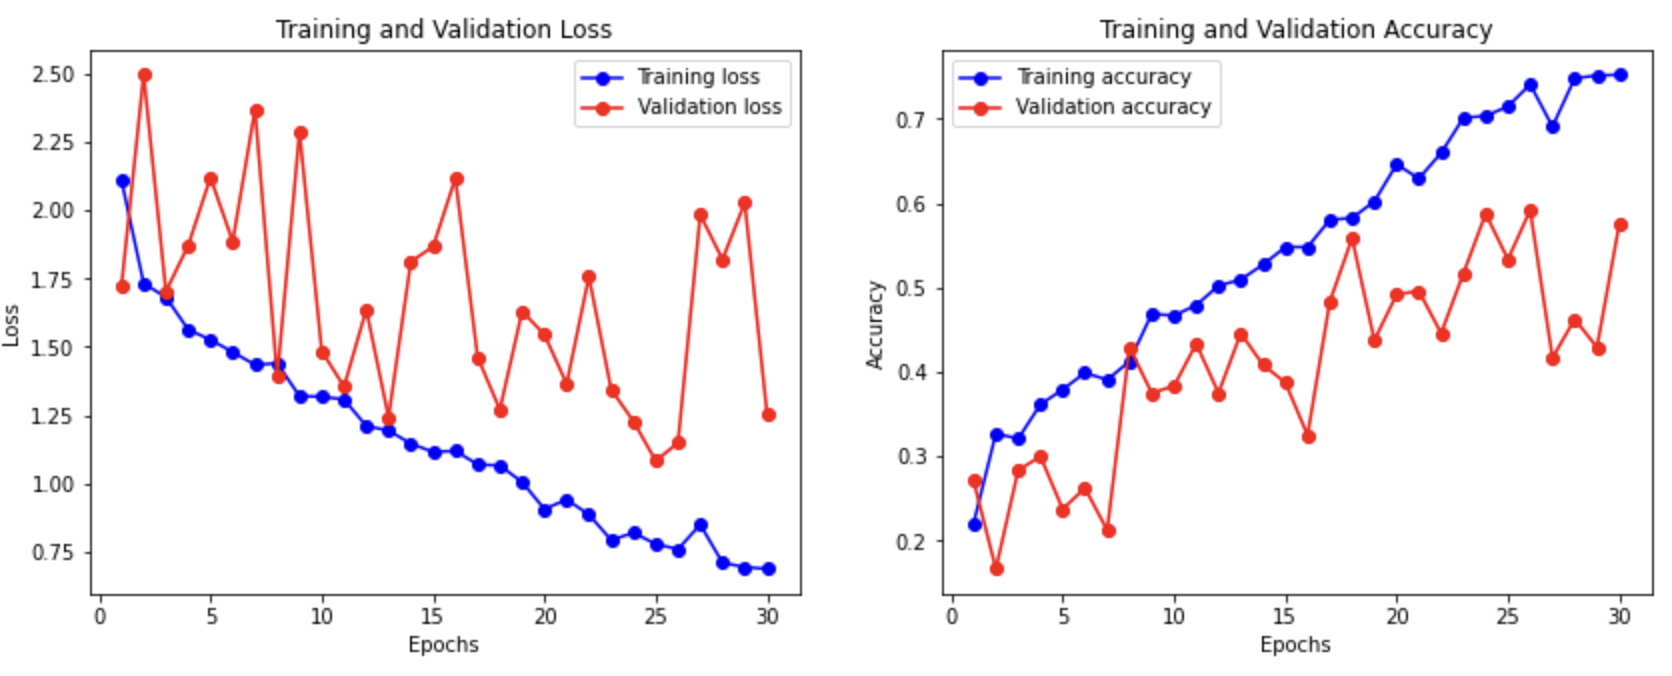 Training and Validation Loss
2.50
2.25
2.00
1.75
1.50
1.25
1.00
0.75
Loss
Training loss
Validation loss
0 5 10 15 20 25 30
Epochs
Training and Validation Accuracy
0.7
0.6
0.5
0.4
0.3
0.2
Accuracy
Training accuracy
Validation accuracy
0 5 10 15 20 25 30
Epochs